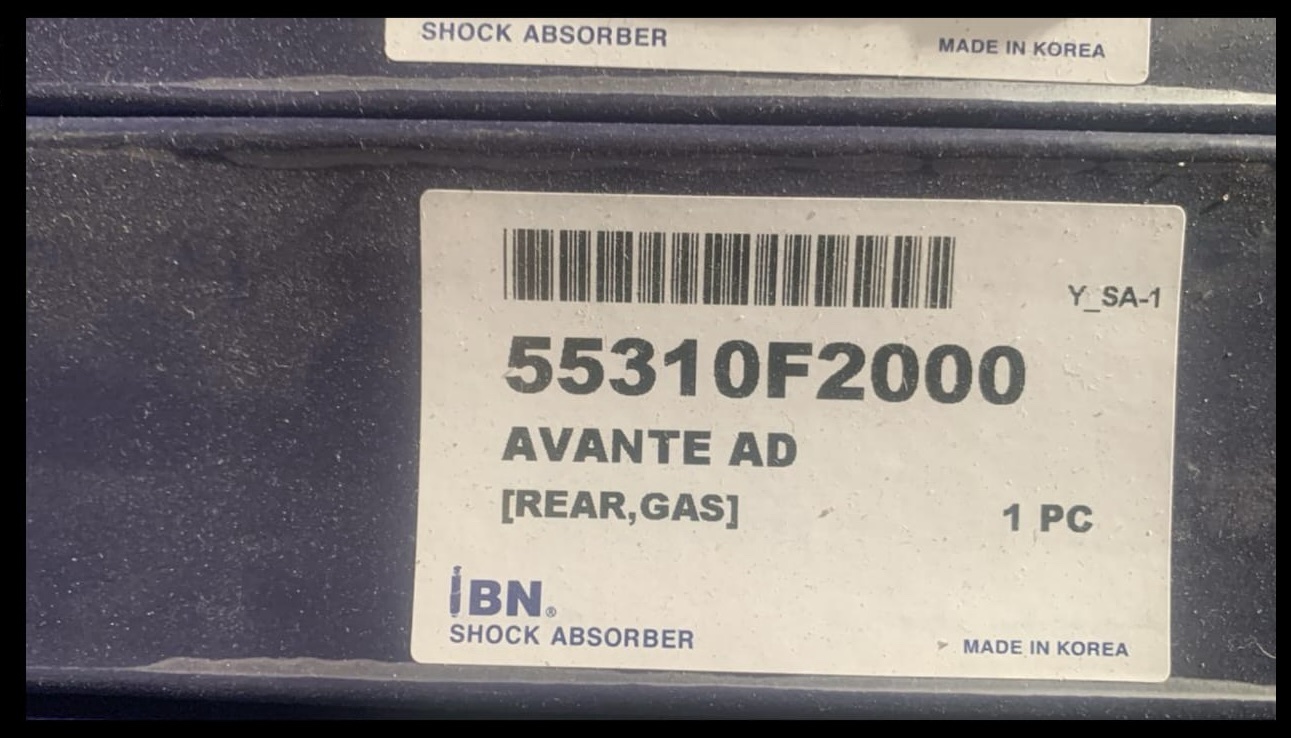 SHOCK ABSORBER MADE IN KOREA
Y_SA-1
55310F2000
AVANTE AD
[REAR,GAS] 1 PC
iBN®
SHOCK ABSORBER MADE IN KOREA